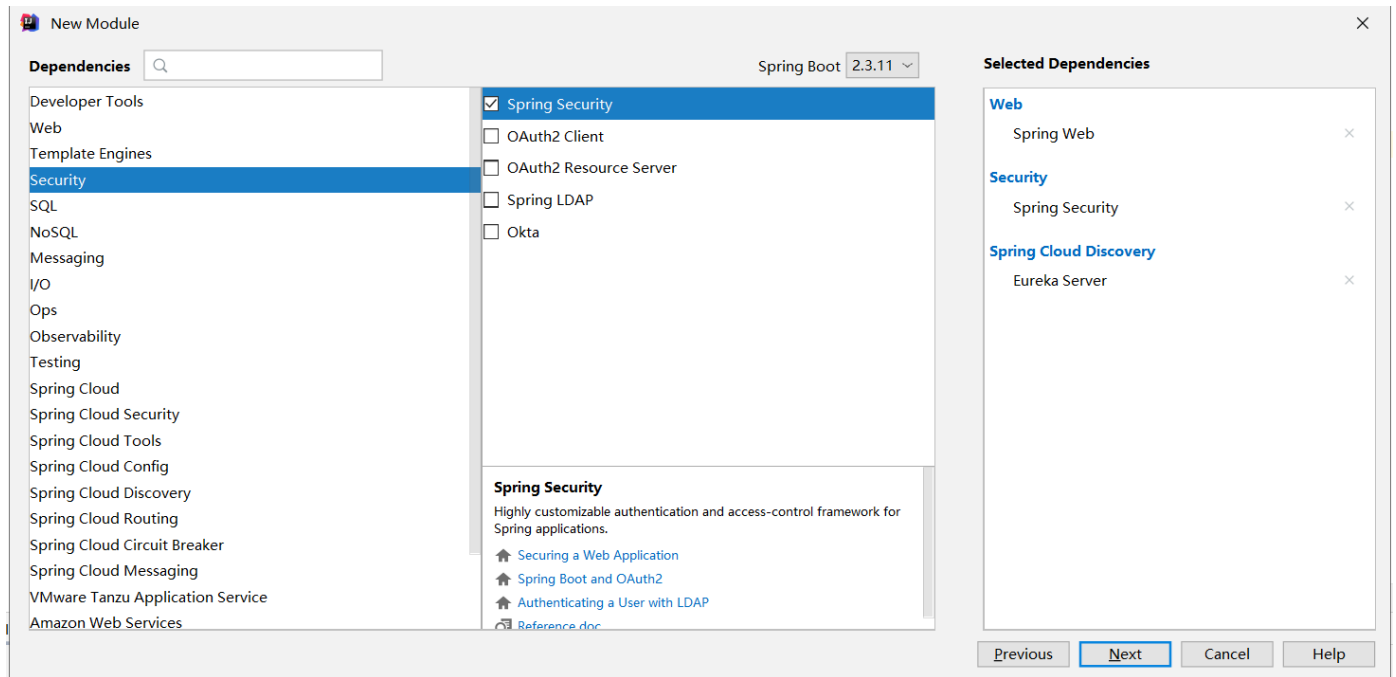 New Module
Dependencies
Spring Boot 2.3.11
Selected Dependencies
Developer Tools
Web
Template Engines
Security
SQL
NoSQL
Messaging
I/O
Ops
Observability
Testing
Spring Cloud
Spring Cloud Security
Spring Cloud Tools
Spring Cloud Config
Spring Cloud Discovery
Spring Cloud Routing
Spring Cloud Circuit Breaker
Spring Cloud Messaging
VMware Tanzu Application Service
Amazon Web Services
Spring Security
OAuth2 Client
OAuth2 Resource Server
Spring LDAP
Okta
Spring Security
Highly customizable authentication and access-control framework for
Spring applications.
Securing a Web Application
Spring Boot and OAuth2
Authenticating a User with LDAP
Reference doc
Web
Spring Web
Security
Spring Security
Spring Cloud Discovery
Eureka Server
Previous
Next
Cancel
Help